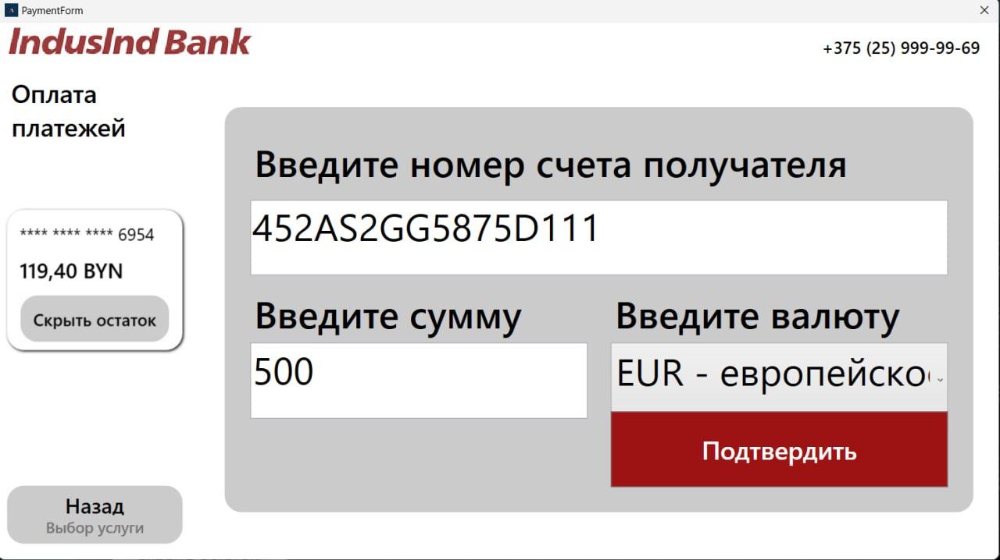 PaymentForm
IndusInd Bank
+375 (25) 999-99-69
Оплата
платежей
Введите номер счета получателя
452AS2GG5875D111
**** **** **** 6954
119,40 BYN
Скрыть остаток
Введите сумму
Введите валюту
500
EUR - европейско
Подтвердить
Назад
Выбор услуги